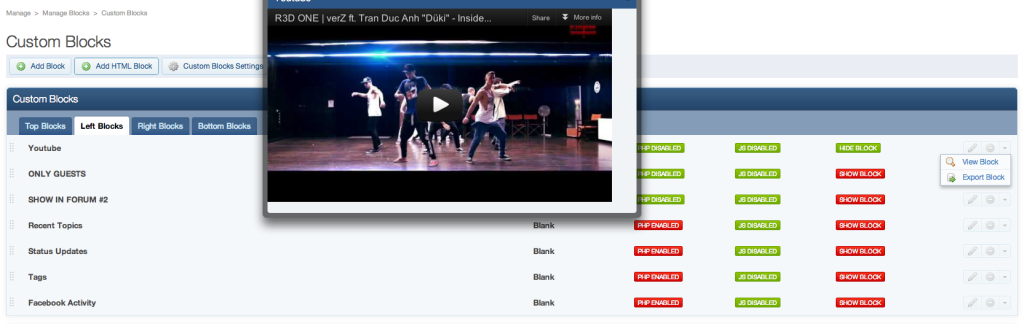 Manage > Manage Blocks > Custom Blocks
Youtube
R3D ONE | verZ ft. Tran Duc Anh "Düki" - Inside... Share More info
Custom Blocks
Add Block Add HTML Block Custom Blocks Settings
Custom Blocks
Top Blocks Left Blocks Right Blocks Bottom Blocks
Youtube PHP DISABLED JS DISABLED HIDE BLOCK
View Block
ONLY GUESTS PHP DISABLED JS DISABLED SHOW BLOCK
Export Block
SHOW IN FORUM #2 PHP DISABLED JS DISABLED SHOW BLOCK
Recent Topics Blank PHP ENABLED JS DISABLED SHOW BLOCK
Status Updates Blank PHP ENABLED JS DISABLED SHOW BLOCK
Tags Blank PHP ENABLED JS DISABLED SHOW BLOCK
Facebook Activity Blank PHP ENABLED JS DISABLED SHOW BLOCK